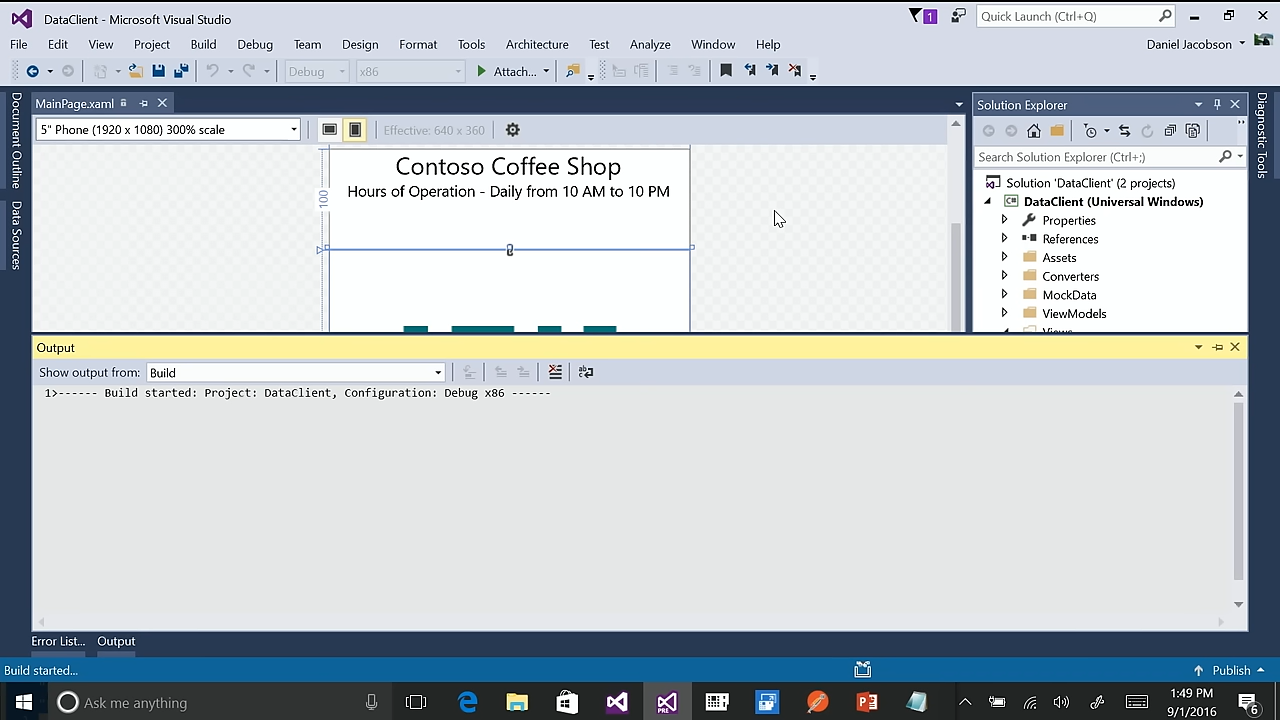 DataClient - Microsoft Visual Studio
1
Quick Launch (Ctrl+Q)
File Edit View Project Build Debug Team Design Format Tools Architecture Test Analyze Window Help
Daniel Jacobson
Debug x86 Attach...
MainPage.xaml
5" Phone (1920 x 1080) 300% scale
Effective: 640 x 360
Document Outline
Data Sources
100
Contoso Coffee Shop
Hours of Operation - Daily from 10 AM to 10 PM
Solution Explorer
Search Solution Explorer (Ctrl+;)
Solution 'DataClient' (2 projects)
DataClient (Universal Windows)
Properties
References
Assets
Converters
MockData
ViewModels
Views
Diagnostic Tools
Output
Show output from: Build
1>------ Build started: Project: DataClient, Configuration: Debug x86 ------
Error List... Output
Build started...
Publish
Ask me anything
PRE
1:49 PM
9/1/2016
6